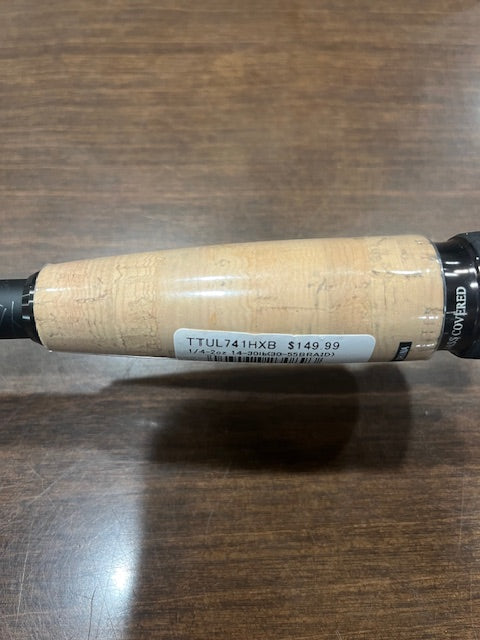 TTUL741HXB $149.99
1/4-2oz 14-30lb(30-55BRAID)
COVERED